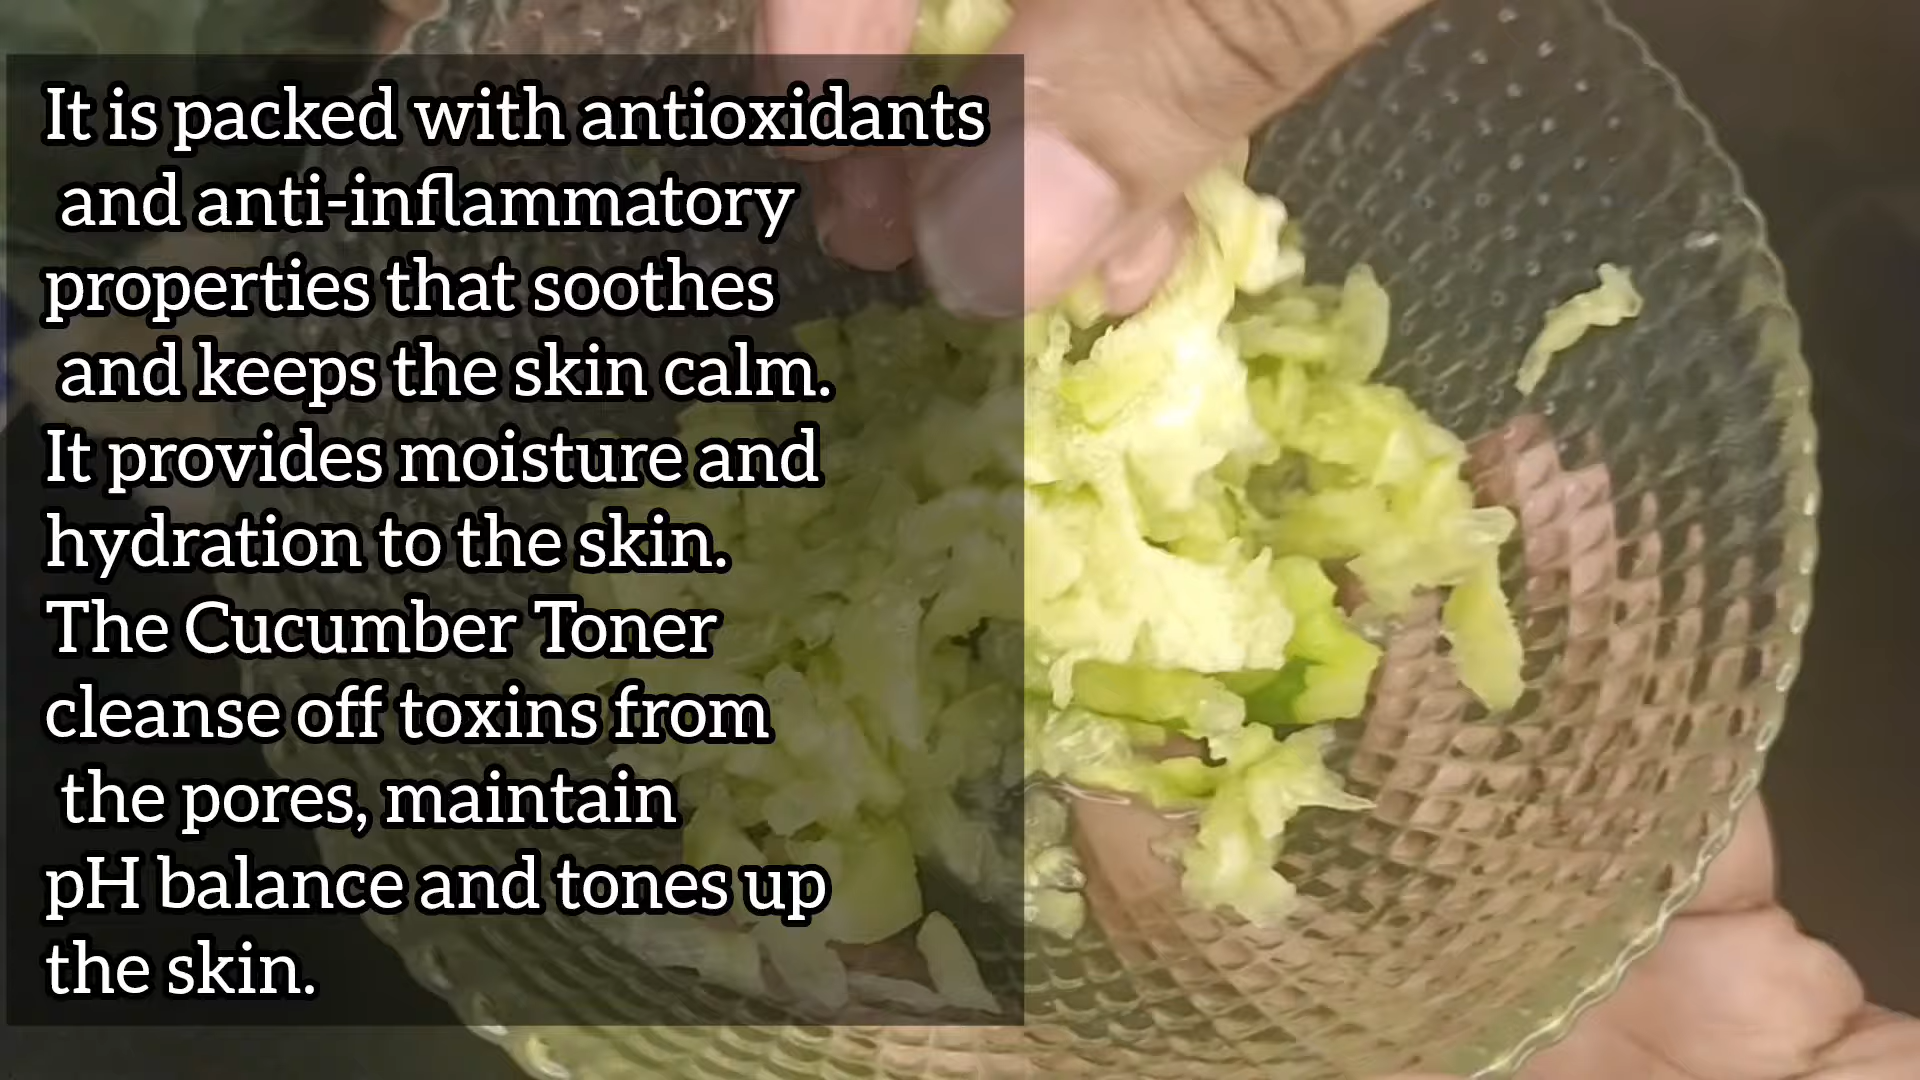 It is packed with antioxidants
and anti-inflammatory
properties that soothes
and keeps the skin calm.
It provides moisture and
hydration to the skin.
The Cucumber Toner
cleanse off toxins from
the pores, maintain
pH balance and tones up
the skin.